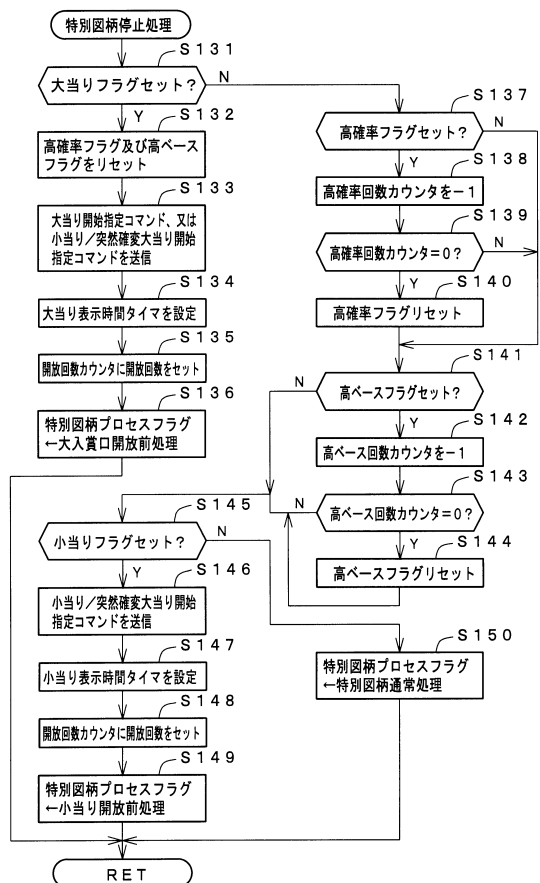 特別図柄停止処理
S131
大当りフラグセット？
N
Y
S132
高確率フラグ及び高ベース
フラグをリセット
S133
大当り開始指定コマンド、又は
小当り／突然確変大当り開始
指定コマンドを送信
S134
大当り表示時間タイマを設定
S135
開放回数カウンタに開放回数をセット
S136
特別図柄プロセスフラグ
←大入賞口開放前処理
S137
高確率フラグセット？
N
Y
S138
高確率回数カウンタを−1
S139
高確率回数カウンタ=0？
N
Y
S140
高確率フラグリセット
S141
N
高ベースフラグセット？
Y
S142
高ベース回数カウンタを−1
S143
N
高ベース回数カウンタ=0？
Y
S144
高ベースフラグリセット
S145
小当りフラグセット？
N
Y
S146
小当り／突然確変大当り開始
指定コマンドを送信
S147
小当り表示時間タイマを設定
S148
開放回数カウンタに開放回数をセット
S149
特別図柄プロセスフラグ
←小当り開放前処理
S150
特別図柄プロセスフラグ
←特別図柄通常処理
RET